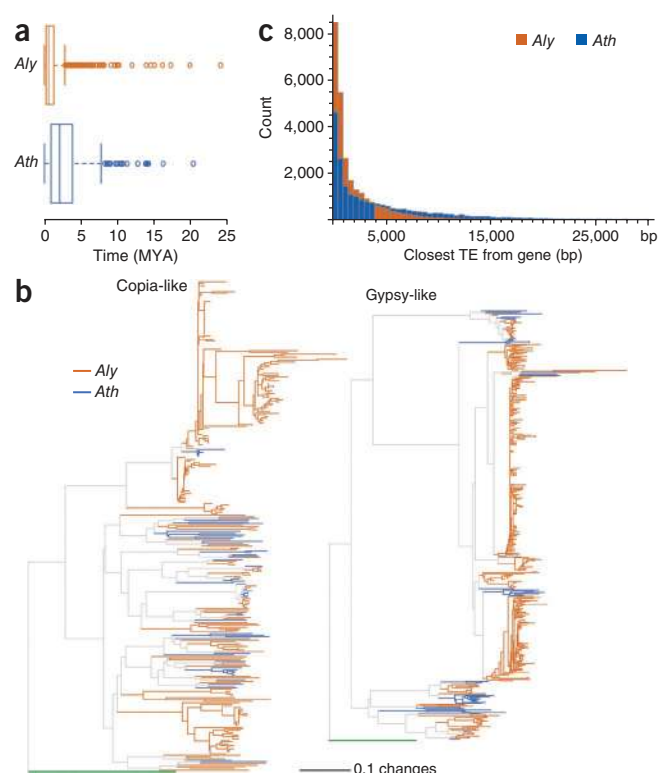 a
Aly
Ath
0 5 10 15 20 25
Time (MYA)
c
8,000
6,000
4,000
2,000
Count
Aly Ath
5,000 15,000 25,000 bp
Closest TE from gene (bp)
b
Copia-like
Gypsy-like
Aly
Ath
0.1 changes